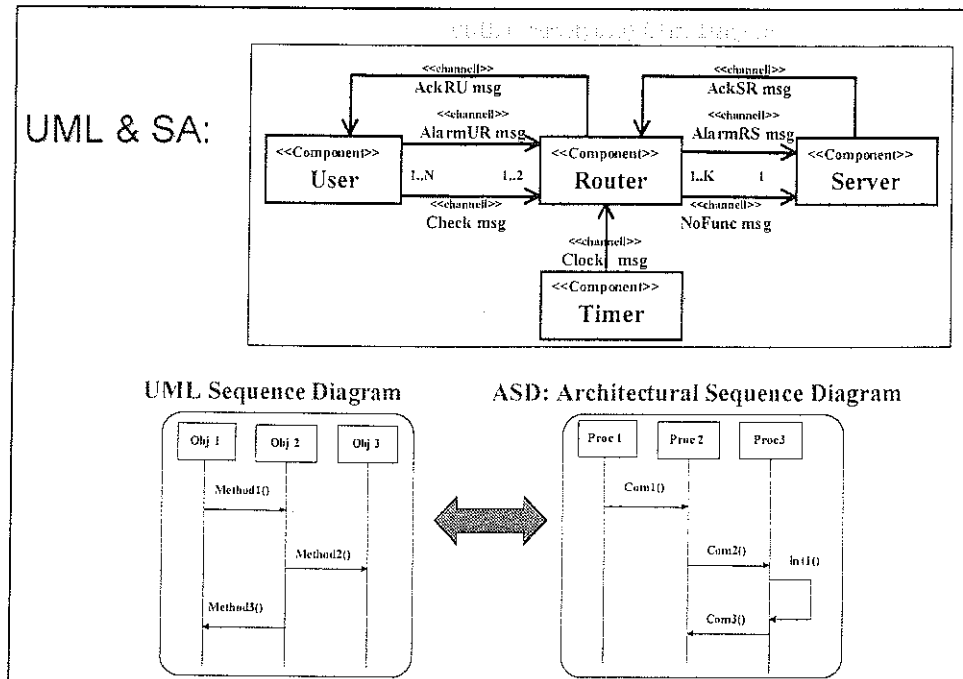 UML & SA:
<<channel>>
AckRU msg
<<channel>>
AckSR msg
<<channel>>
AlarmUR msg
<<channel>>
AlarmRS msg
<<Component>>
User
1..N
1..2
<<Component>>
Router
1..K
1
<<Component>>
Server
<<channel>>
Check msg
<<channel>>
NoFunc msg
<<channel>>
Clock msg
<<Component>>
Timer
UML Sequence Diagram
Obj 1
Obj 2
Obj 3
Method1()
Method2()
Method3()
ASD: Architectural Sequence Diagram
Proc 1
Proc 2
Proc3
Com1()
Com2()
Int1()
Com3()